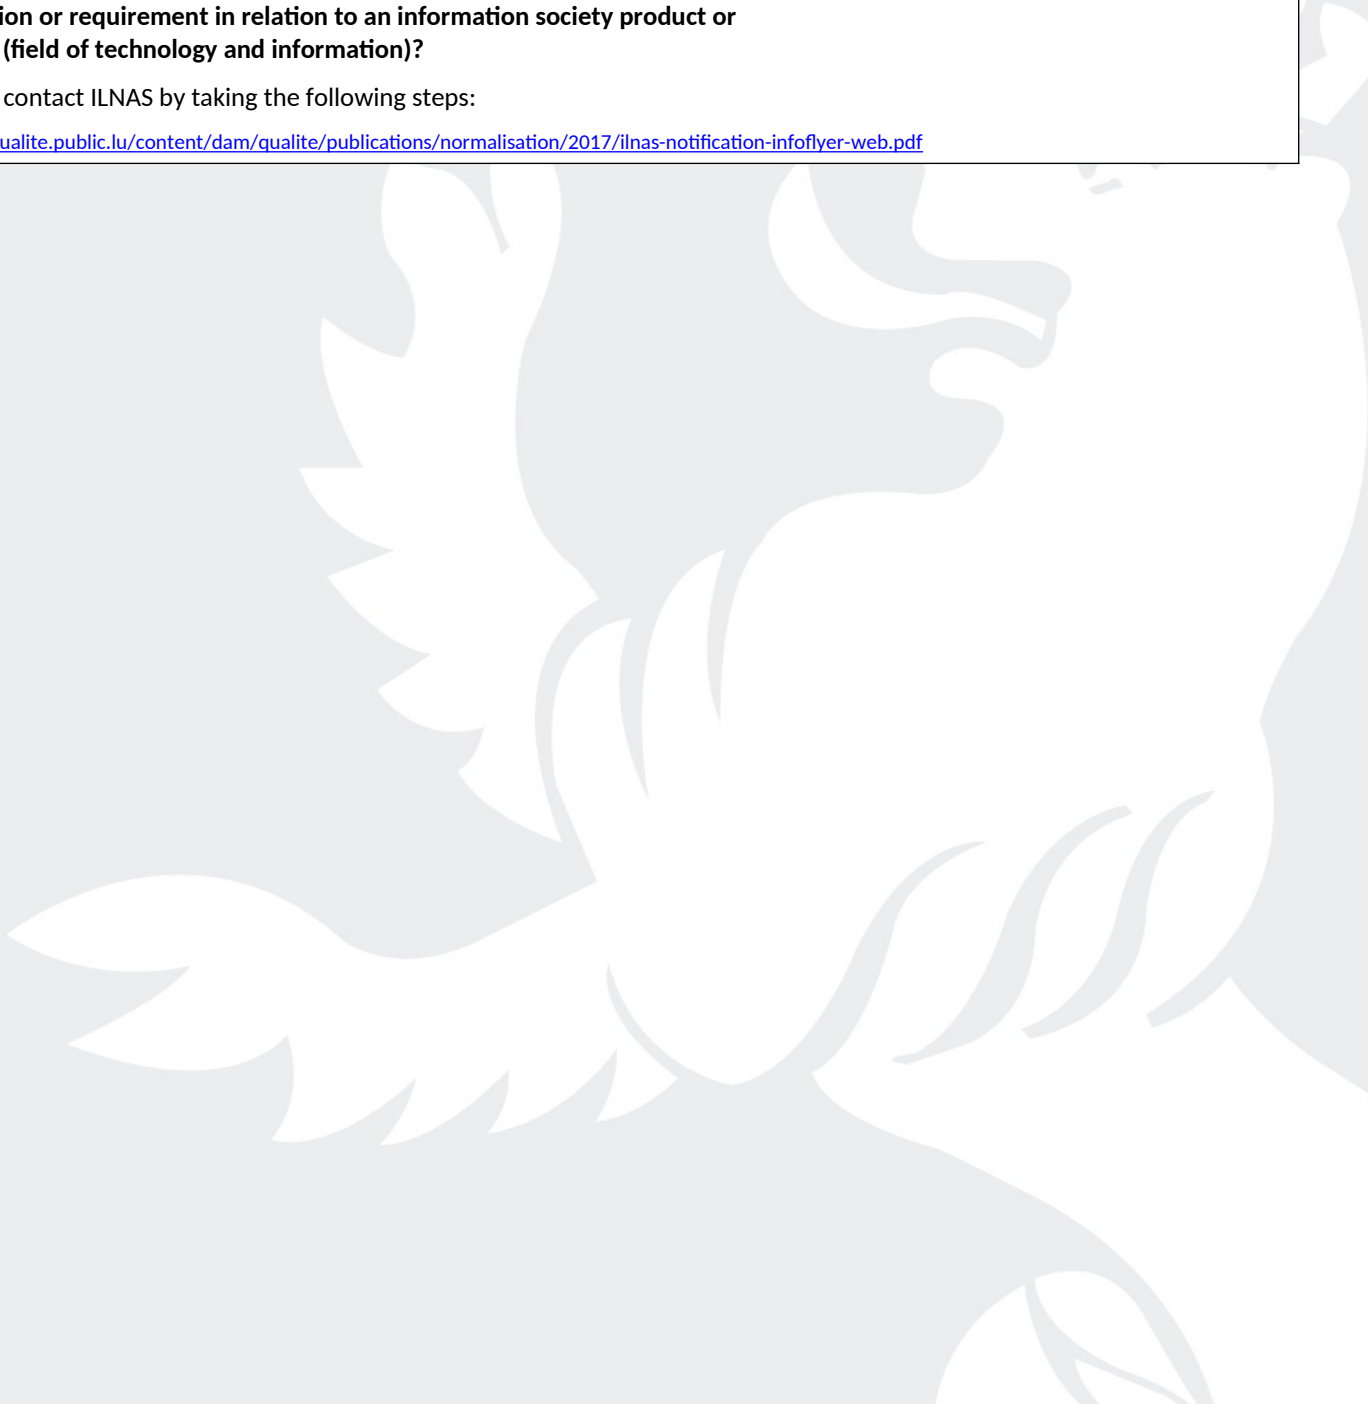 ion or requirement in relation to an information society product or
(field of technology and information)?
contact ILNAS by taking the following steps:
ualite.public.lu/content/dam/qualite/publications/normalisation/2017/ilnas-notification-infoflyer-web.pdf